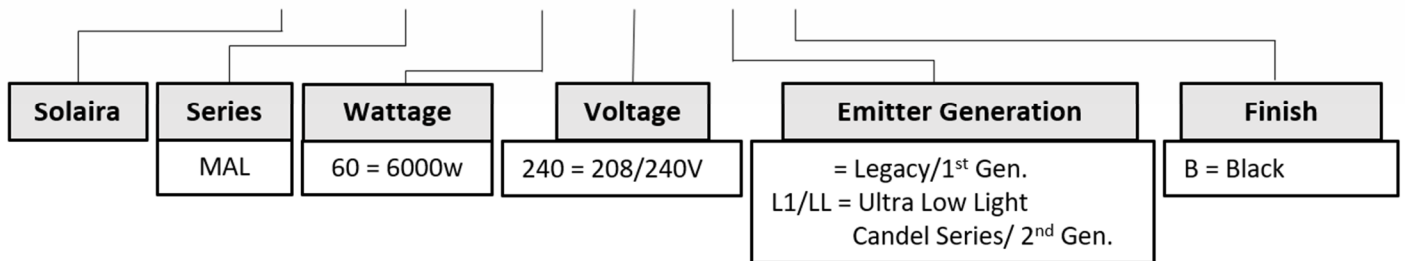 Solaira
Series
MAL
Wattage
60 = 6000w
Voltage
240 = 208/240V
Emitter Generation
= Legacy/1st Gen.
L1/LL = Ultra Low Light
Candel Series/ 2nd Gen.
Finish
B = Black